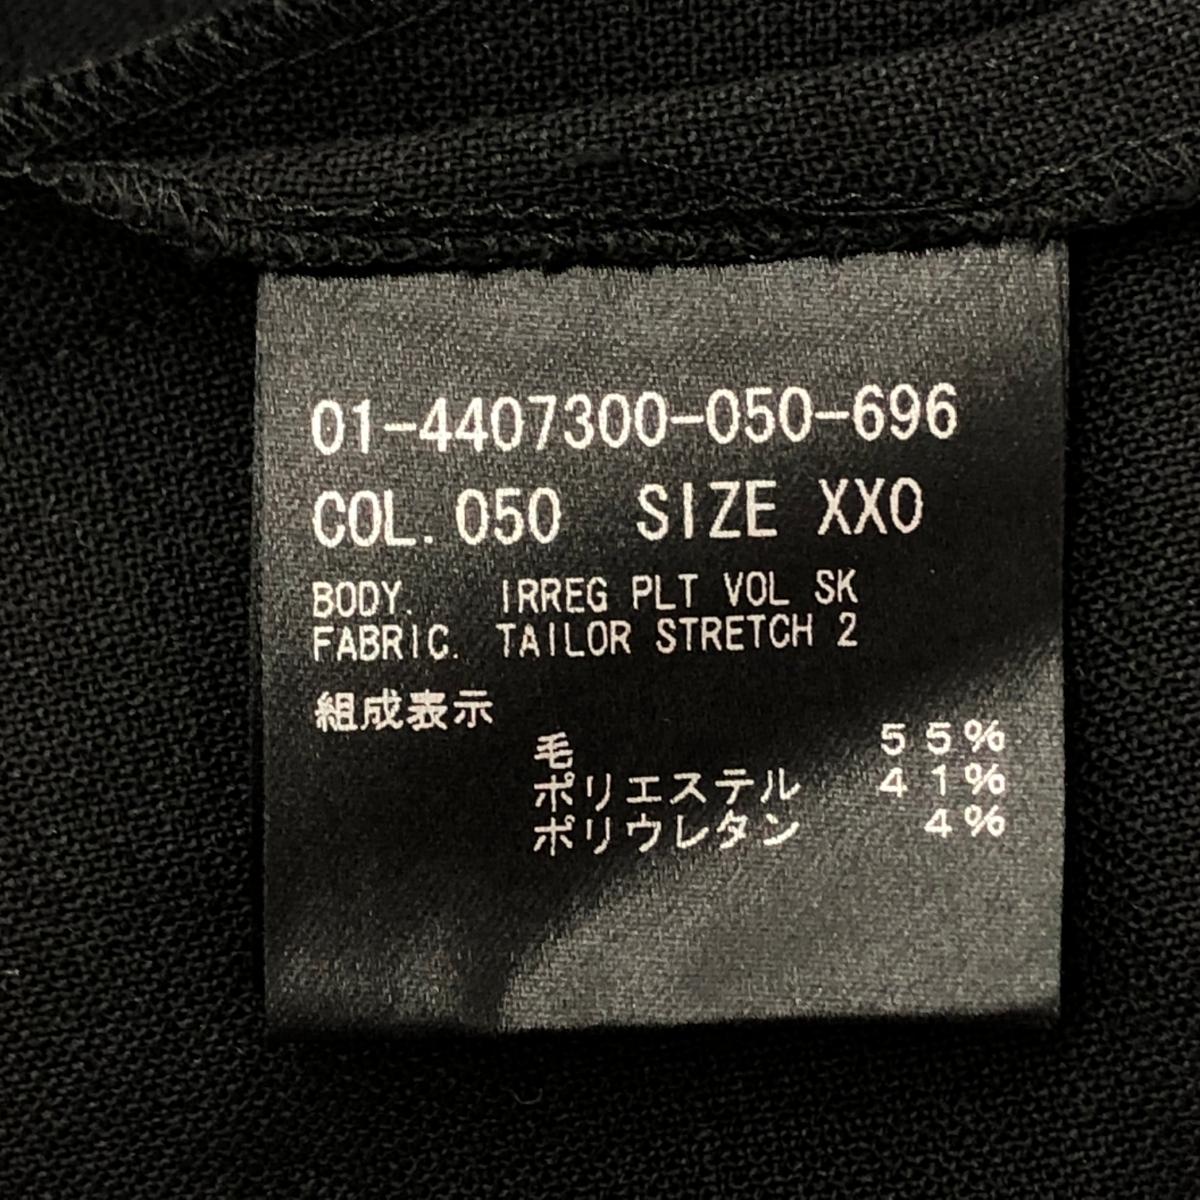 01-4407300-050-696
COL. 050 SIZE XXO
BODY. IRREG PLT VOL SK
FABRIC. TAILOR STRETCH 2
組成表示
毛 55%
ポリエステル 41%
ポリウレタン 4%